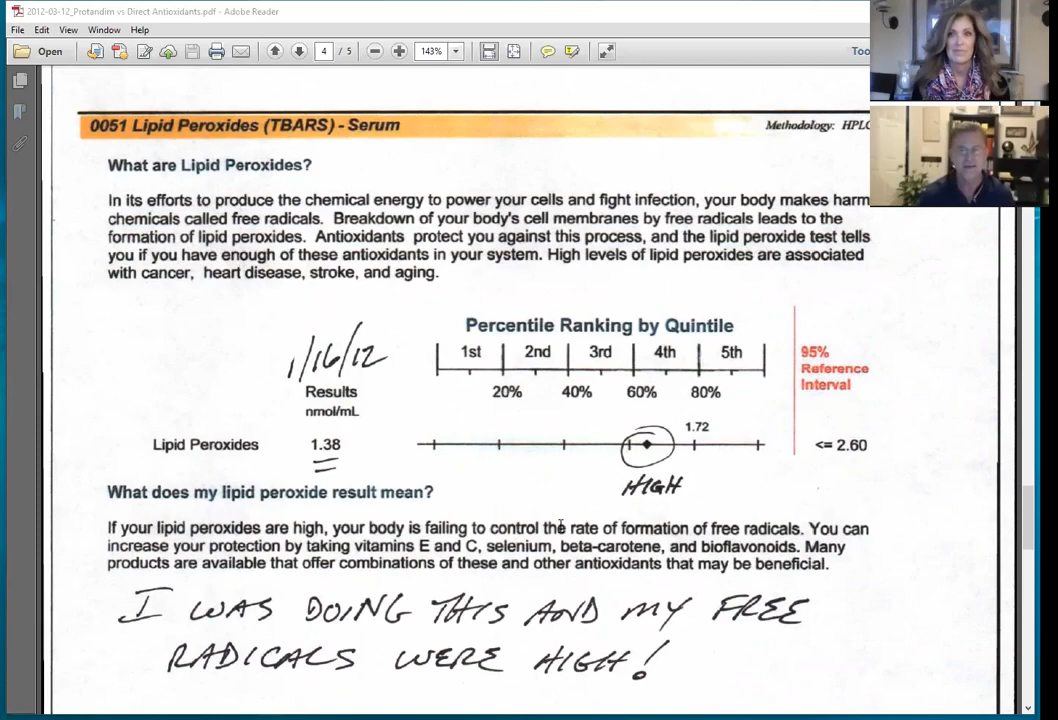 2012-03-12_Protandim vs Direct Antioxidants.pdf - Adobe Reader
File Edit View Window Help
Open 4 / 5 143% Too
0051 Lipid Peroxides (TBARS) - Serum Methodology: HPLC
What are Lipid Peroxides?
In its efforts to produce the chemical energy to power your cells and fight infection, your body makes harm
chemicals called free radicals. Breakdown of your body's cell membranes by free radicals leads to the
formation of lipid peroxides. Antioxidants protect you against this process, and the lipid peroxide test tells
you if you have enough of these antioxidants in your system. High levels of lipid peroxides are associated
with cancer, heart disease, stroke, and aging.
Percentile Ranking by Quintile
1/16/12
1st 2nd 3rd 4th 5th
95%
Reference
Interval
Results
20% 40% 60% 80%
nmol/mL
1.72
Lipid Peroxides 1.38 <= 2.60
HIGH
What does my lipid peroxide result mean?
If your lipid peroxides are high, your body is failing to control the rate of formation of free radicals. You can
increase your protection by taking vitamins E and C, selenium, beta-carotene, and bioflavonoids. Many
products are available that offer combinations of these and other antioxidants that may be beneficial.
I WAS DOING THIS AND MY FREE
RADICALS WERE HIGH!